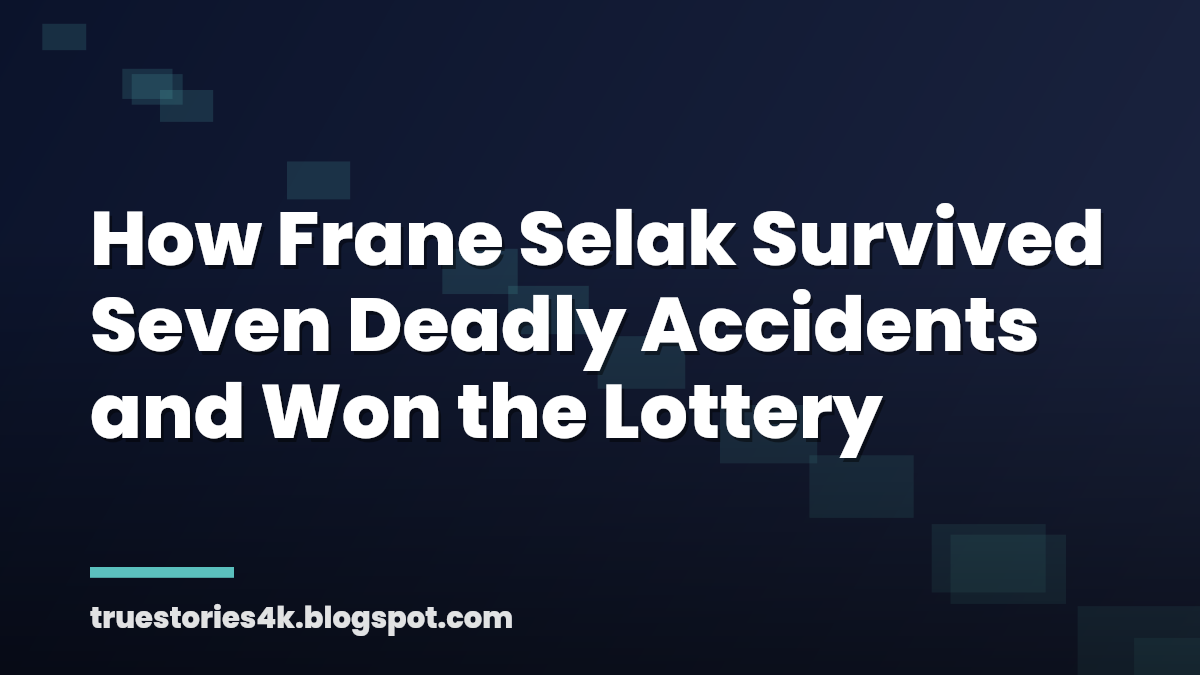 How Frane Selak Survived
Seven Deadly Accidents
and Won the Lottery
truestories4k.blogspot.com